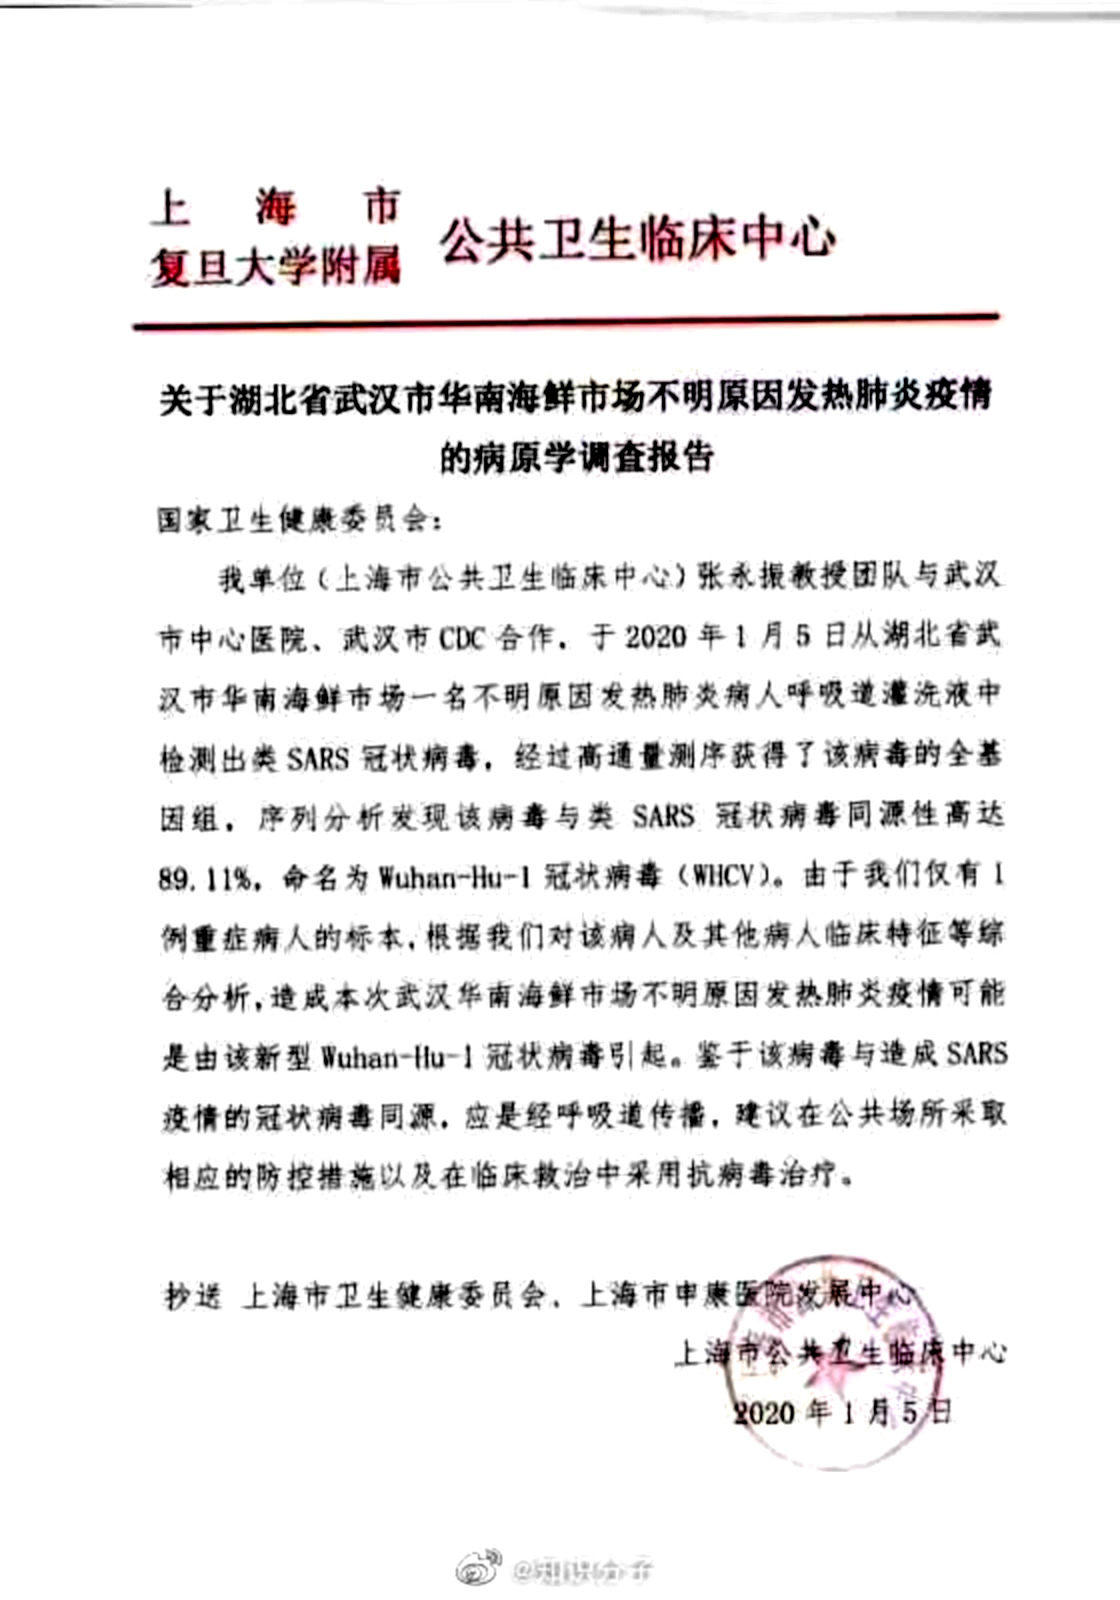 上海市
复旦大学附属 公共卫生临床中心
关于湖北省武汉市华南海鲜市场不明原因发热肺炎疫情
的病原学调查报告
国家卫生健康委员会：
我单位（上海市公共卫生临床中心）张永振教授团队与武汉
市中心医院、武汉市 CDC 合作，于 2020 年 1 月 5 日从湖北省武
汉市华南海鲜市场一名不明原因发热肺炎病人呼吸道灌洗液中
检测出类 SARS 冠状病毒，经过高通量测序获得了该病毒的全基
因组，序列分析发现该病毒与类 SARS 冠状病毒同源性高达
89.11%，命名为 Wuhan-Hu-1 冠状病毒（WHCV）。由于我们仅有 1
例重症病人的标本，根据我们对该病人及其他病人临床特征等综
合分析，造成本次武汉华南海鲜市场不明原因发热肺炎疫情可能
是由该新型 Wuhan-Hu-1 冠状病毒引起。鉴于该病毒与造成 SARS
疫情的冠状病毒同源，应是经呼吸道传播，建议在公共场所采取
相应的防控措施以及在临床救治中采用抗病毒治疗。
抄送 上海市卫生健康委员会、上海市申康医院发展中心
上海市公共卫生临床中心
2020 年 1 月 5 日
@知识分子